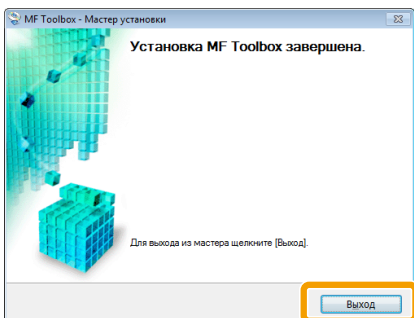 MF Toolbox - Мастер установки
Установка MF Toolbox завершена.
Для выхода из мастера щелкните [Выход].
Выход